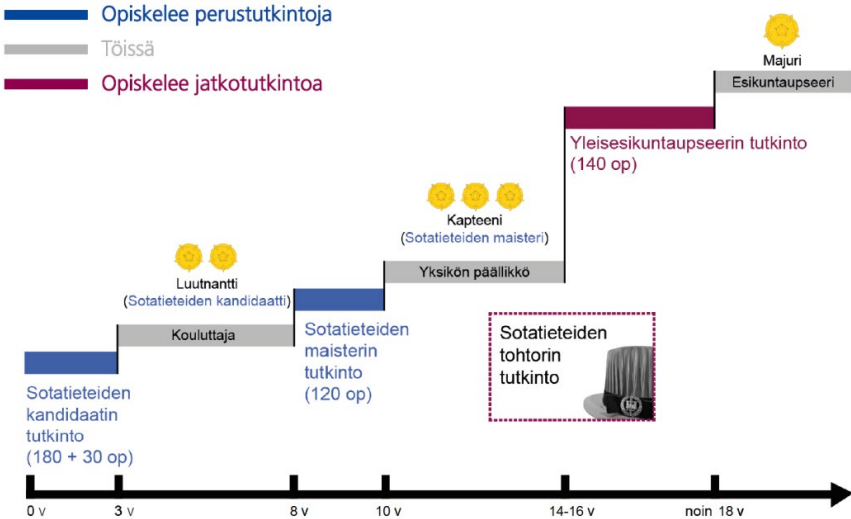 Opiskelee perustutkintoja
Töissä
Opiskelee jatkotutkintoa
Majuri
Esikuntaupseeri
Yleisesikuntaupseerin tutkinto
(140 op)
Kapteeni
(Sotatieteiden maisteri)
Yksikön päällikkö
Luutnantti
(Sotatieteiden kandidaatti)
Kouluttaja
Sotatieteiden
maisterin
tutkinto
(120 op)
Sotatieteiden
tohtorin
tutkinto
Sotatieteiden
kandidaatin
tutkinto
(180 + 30 op)
0 v
3 v
8 v
10 v
14-16 v
noin 18 v